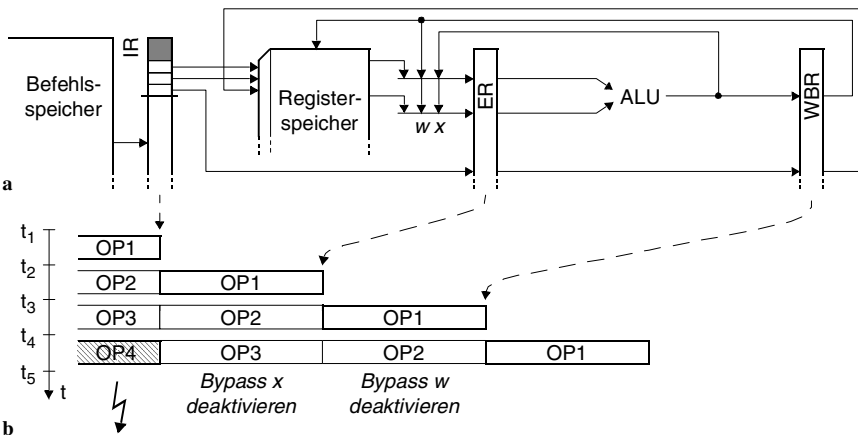 IR
Befehls-
speicher
Register-
speicher
w x
ER
ALU
WBR
a
t1
OP1
t2
OP2 OP1
t3
OP3 OP2 OP1
t4
OP4 OP3 OP2 OP1
t5
t
Bypass x
deaktivieren
Bypass w
deaktivieren
b